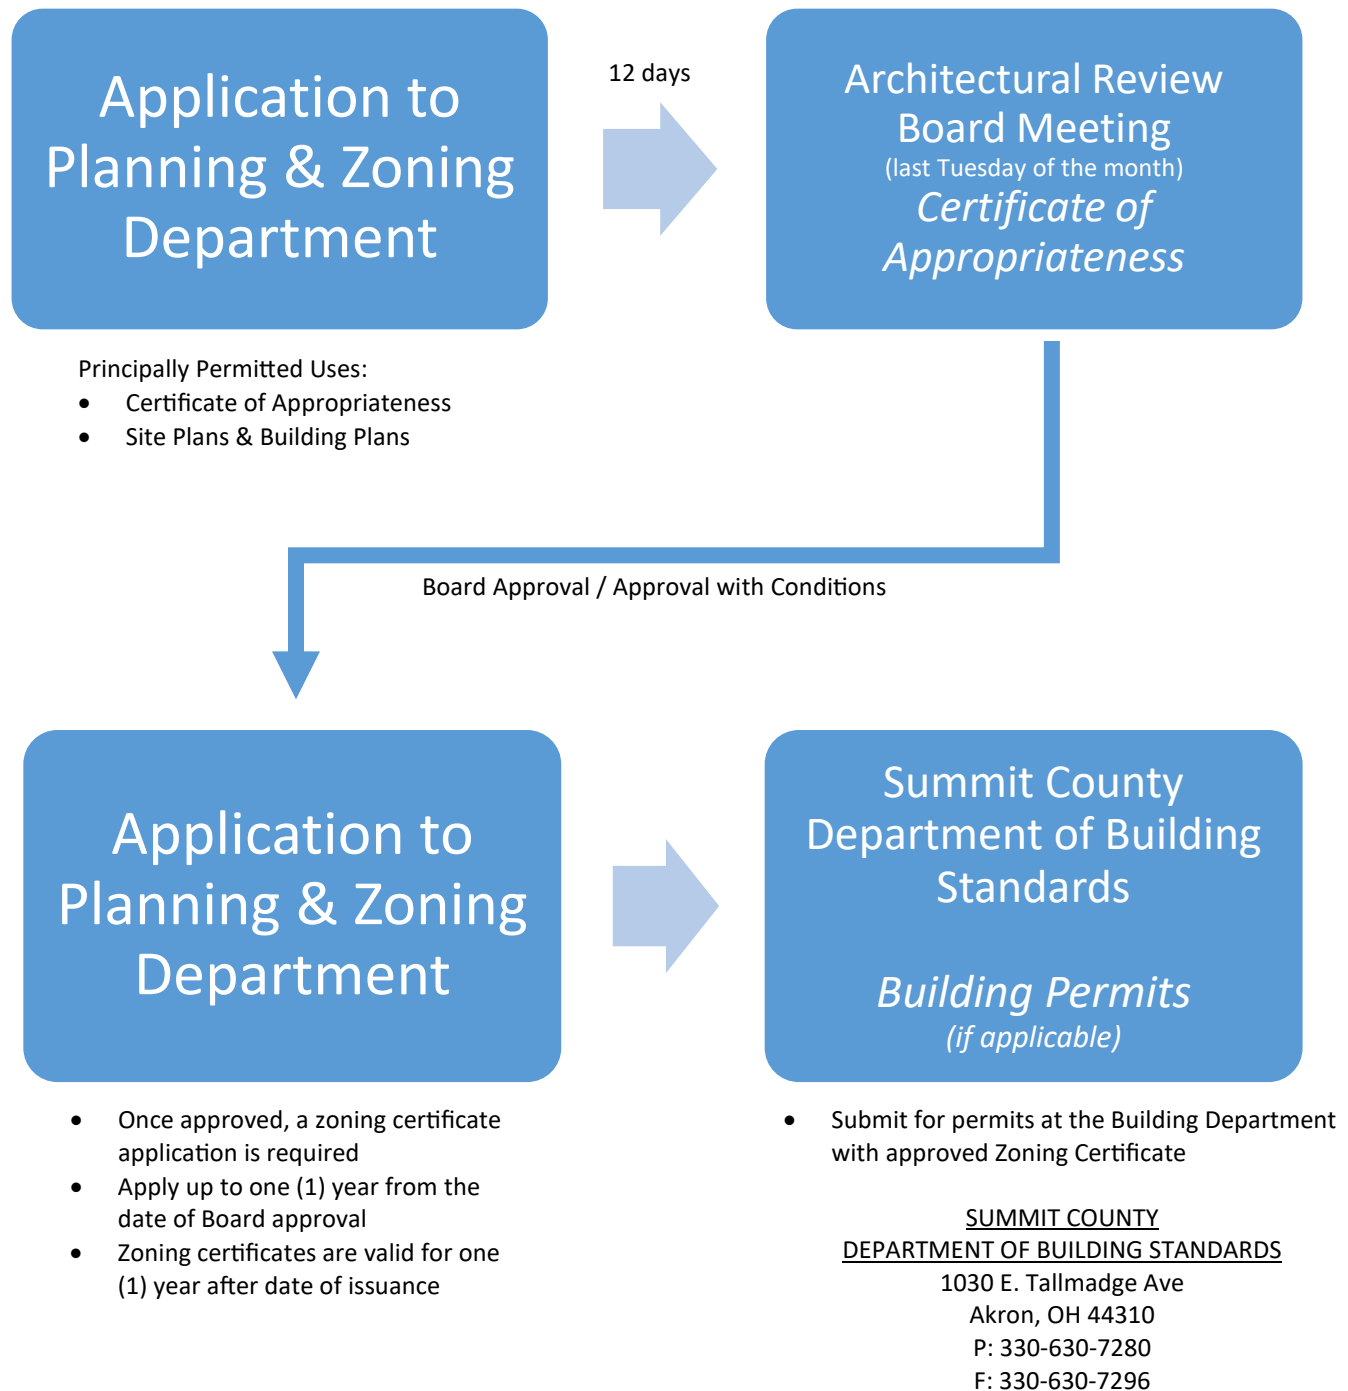 Application to
Planning & Zoning
Department
12 days
Architectural Review
Board Meeting
(last Tuesday of the month)
Certificate of
Appropriateness
Principally Permitted Uses:
• Certificate of Appropriateness
• Site Plans & Building Plans
Board Approval / Approval with Conditions
Application to
Planning & Zoning
Department
Summit County
Department of Building
Standards
Building Permits
(if applicable)
• Once approved, a zoning certificate
application is required
• Apply up to one (1) year from the
date of Board approval
• Zoning certificates are valid for one
(1) year after date of issuance
• Submit for permits at the Building Department
with approved Zoning Certificate
SUMMIT COUNTY
DEPARTMENT OF BUILDING STANDARDS
1030 E. Tallmadge Ave
Akron, OH 44310
P: 330-630-7280
F: 330-630-7296